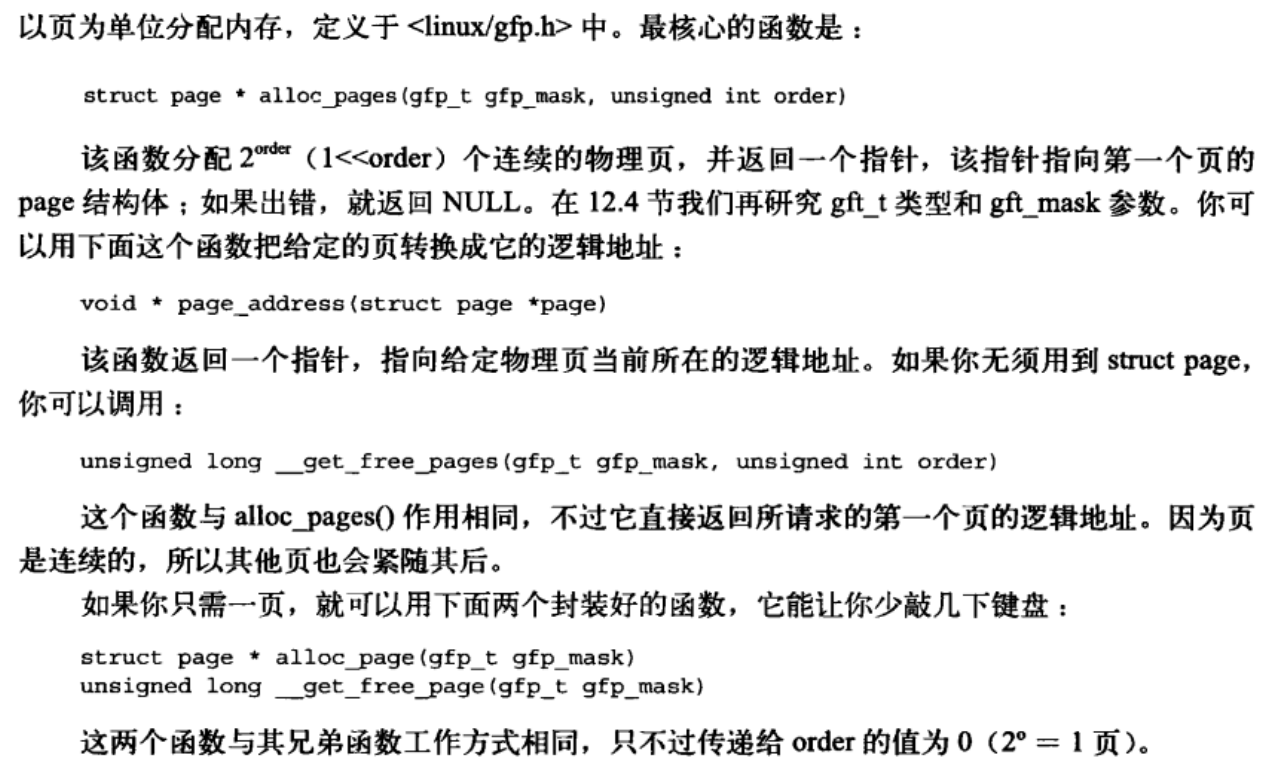 以页为单位分配内存，定义于 <linux/gfp.h> 中。最核心的函数是：
struct page * alloc_pages(gfp_t gfp_mask, unsigned int order)
该函数分配 2order（1<<order）个连续的物理页，并返回一个指针，该指针指向第一个页的
page 结构体；如果出错，就返回 NULL。在 12.4 节我们再研究 gft_t 类型和 gft_mask 参数。你可
以用下面这个函数把给定的页转换成它的逻辑地址：
void * page_address(struct page *page)
该函数返回一个指针，指向给定物理页当前所在的逻辑地址。如果你无须用到 struct page，
你可以调用：
unsigned long __get_free_pages(gfp_t gfp_mask, unsigned int order)
这个函数与 alloc_pages() 作用相同，不过它直接返回所请求的第一个页的逻辑地址。因为页
是连续的，所以其他页也会紧随其后。
如果你只需一页，就可以用下面两个封装好的函数，它能让你少敲几下键盘：
struct page * alloc_page(gfp_t gfp_mask)
unsigned long __get_free_page(gfp_t gfp_mask)
这两个函数与其兄弟函数工作方式相同，只不过传递给 order 的值为 0（2⁰ = 1 页）。